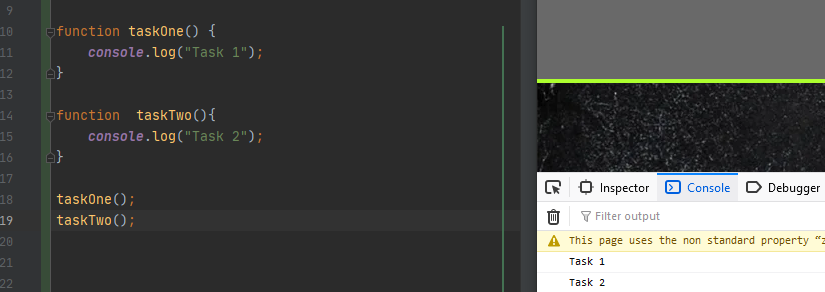 9
10 function taskOne() {
11 console.log("Task 1");
12 }
13
14 function  taskTwo(){
15 console.log("Task 2");
16 }
17
18 taskOne();
19 taskTwo();
20
21
22
Inspector Console Debugger
Filter output
This page uses the non standard property “z
Task 1
Task 2